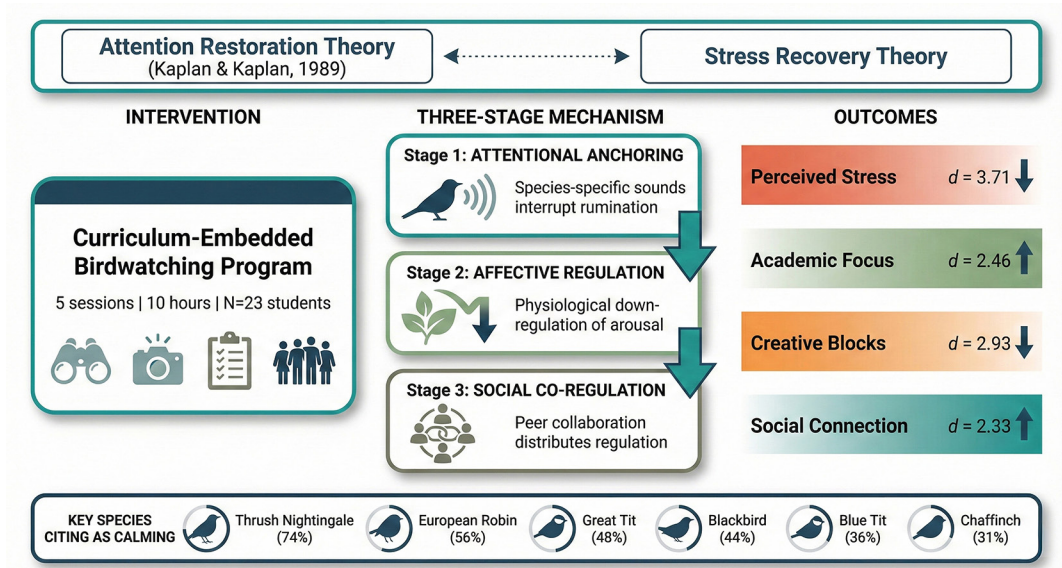 Attention Restoration Theory
(Kaplan & Kaplan, 1989)
Stress Recovery Theory
INTERVENTION
THREE-STAGE MECHANISM
OUTCOMES
Curriculum-Embedded
Birdwatching Program
5 sessions | 10 hours | N=23 students
Stage 1: ATTENTIONAL ANCHORING
Species-specific sounds
interrupt rumination
Stage 2: AFFECTIVE REGULATION
Physiological down-
regulation of arousal
Stage 3: SOCIAL CO-REGULATION
Peer collaboration
distributes regulation
Perceived Stress d = 3.71
Academic Focus d = 2.46
Creative Blocks d = 2.93
Social Connection d = 2.33
KEY SPECIES
CITING AS CALMING
Thrush Nightingale
(74%)
European Robin
(56%)
Great Tit
(48%)
Blackbird
(44%)
Blue Tit
(36%)
Chaffinch
(31%)